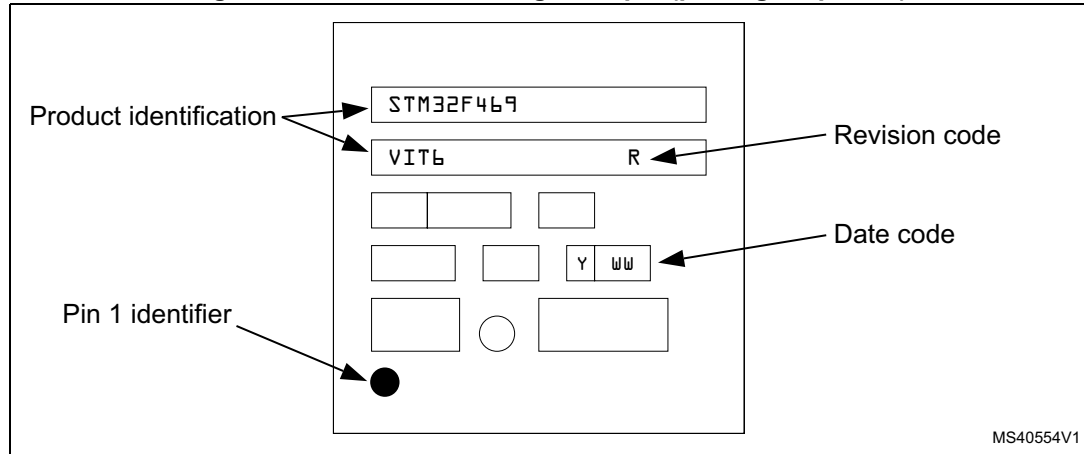 Product identification
STM32F469
VIT6 R
Revision code
Y WW
Date code
Pin 1 identifier
MS40554V1